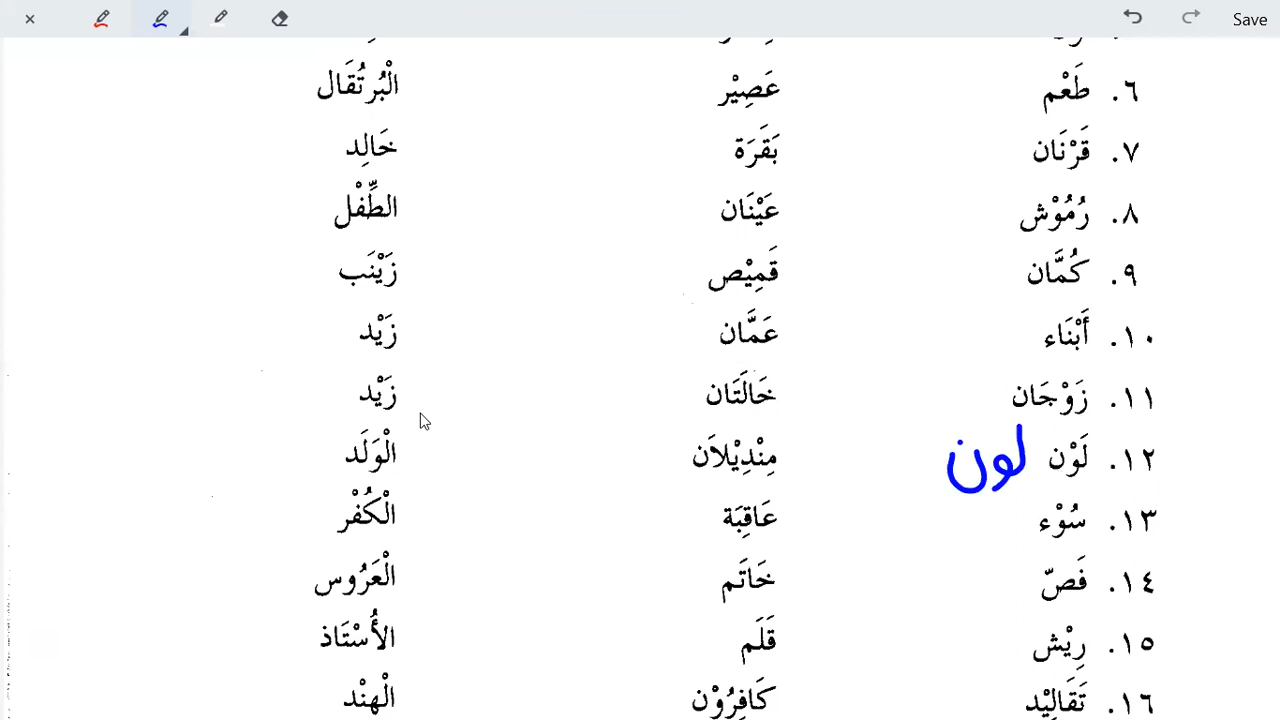 Save
٦. طَعْم عَصِيْر الْبُرْتُقَال
٧. قَرْنَان بَقَرَة خَالِد
٨. رُمُوْش عَيْنَان الطِّفْل
٩. كُمَّان قَمِيْص زَيْنَب
١٠. أَبْنَاء عَمَّان زَيْد
١١. زَوْجَان خَالَتَان زَيْد
١٢. لَوْن لون مِنْدِيْلاَن الْوَلَد
١٣. سُوْء عَاقِبَة الْكُفْر
١٤. فَصّ خَاتَم الْعَرُوس
١٥. رِيْش قَلَم الأُسْتَاذ
١٦. تَقَالِيْد كَافِرُوْن الْهِنْد